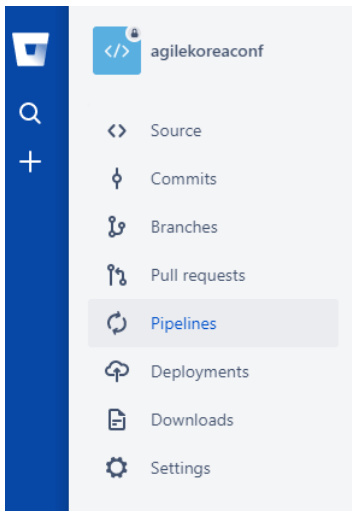 agilekoreaconf
Source
Commits
Branches
Pull requests
Pipelines
Deployments
Downloads
Settings